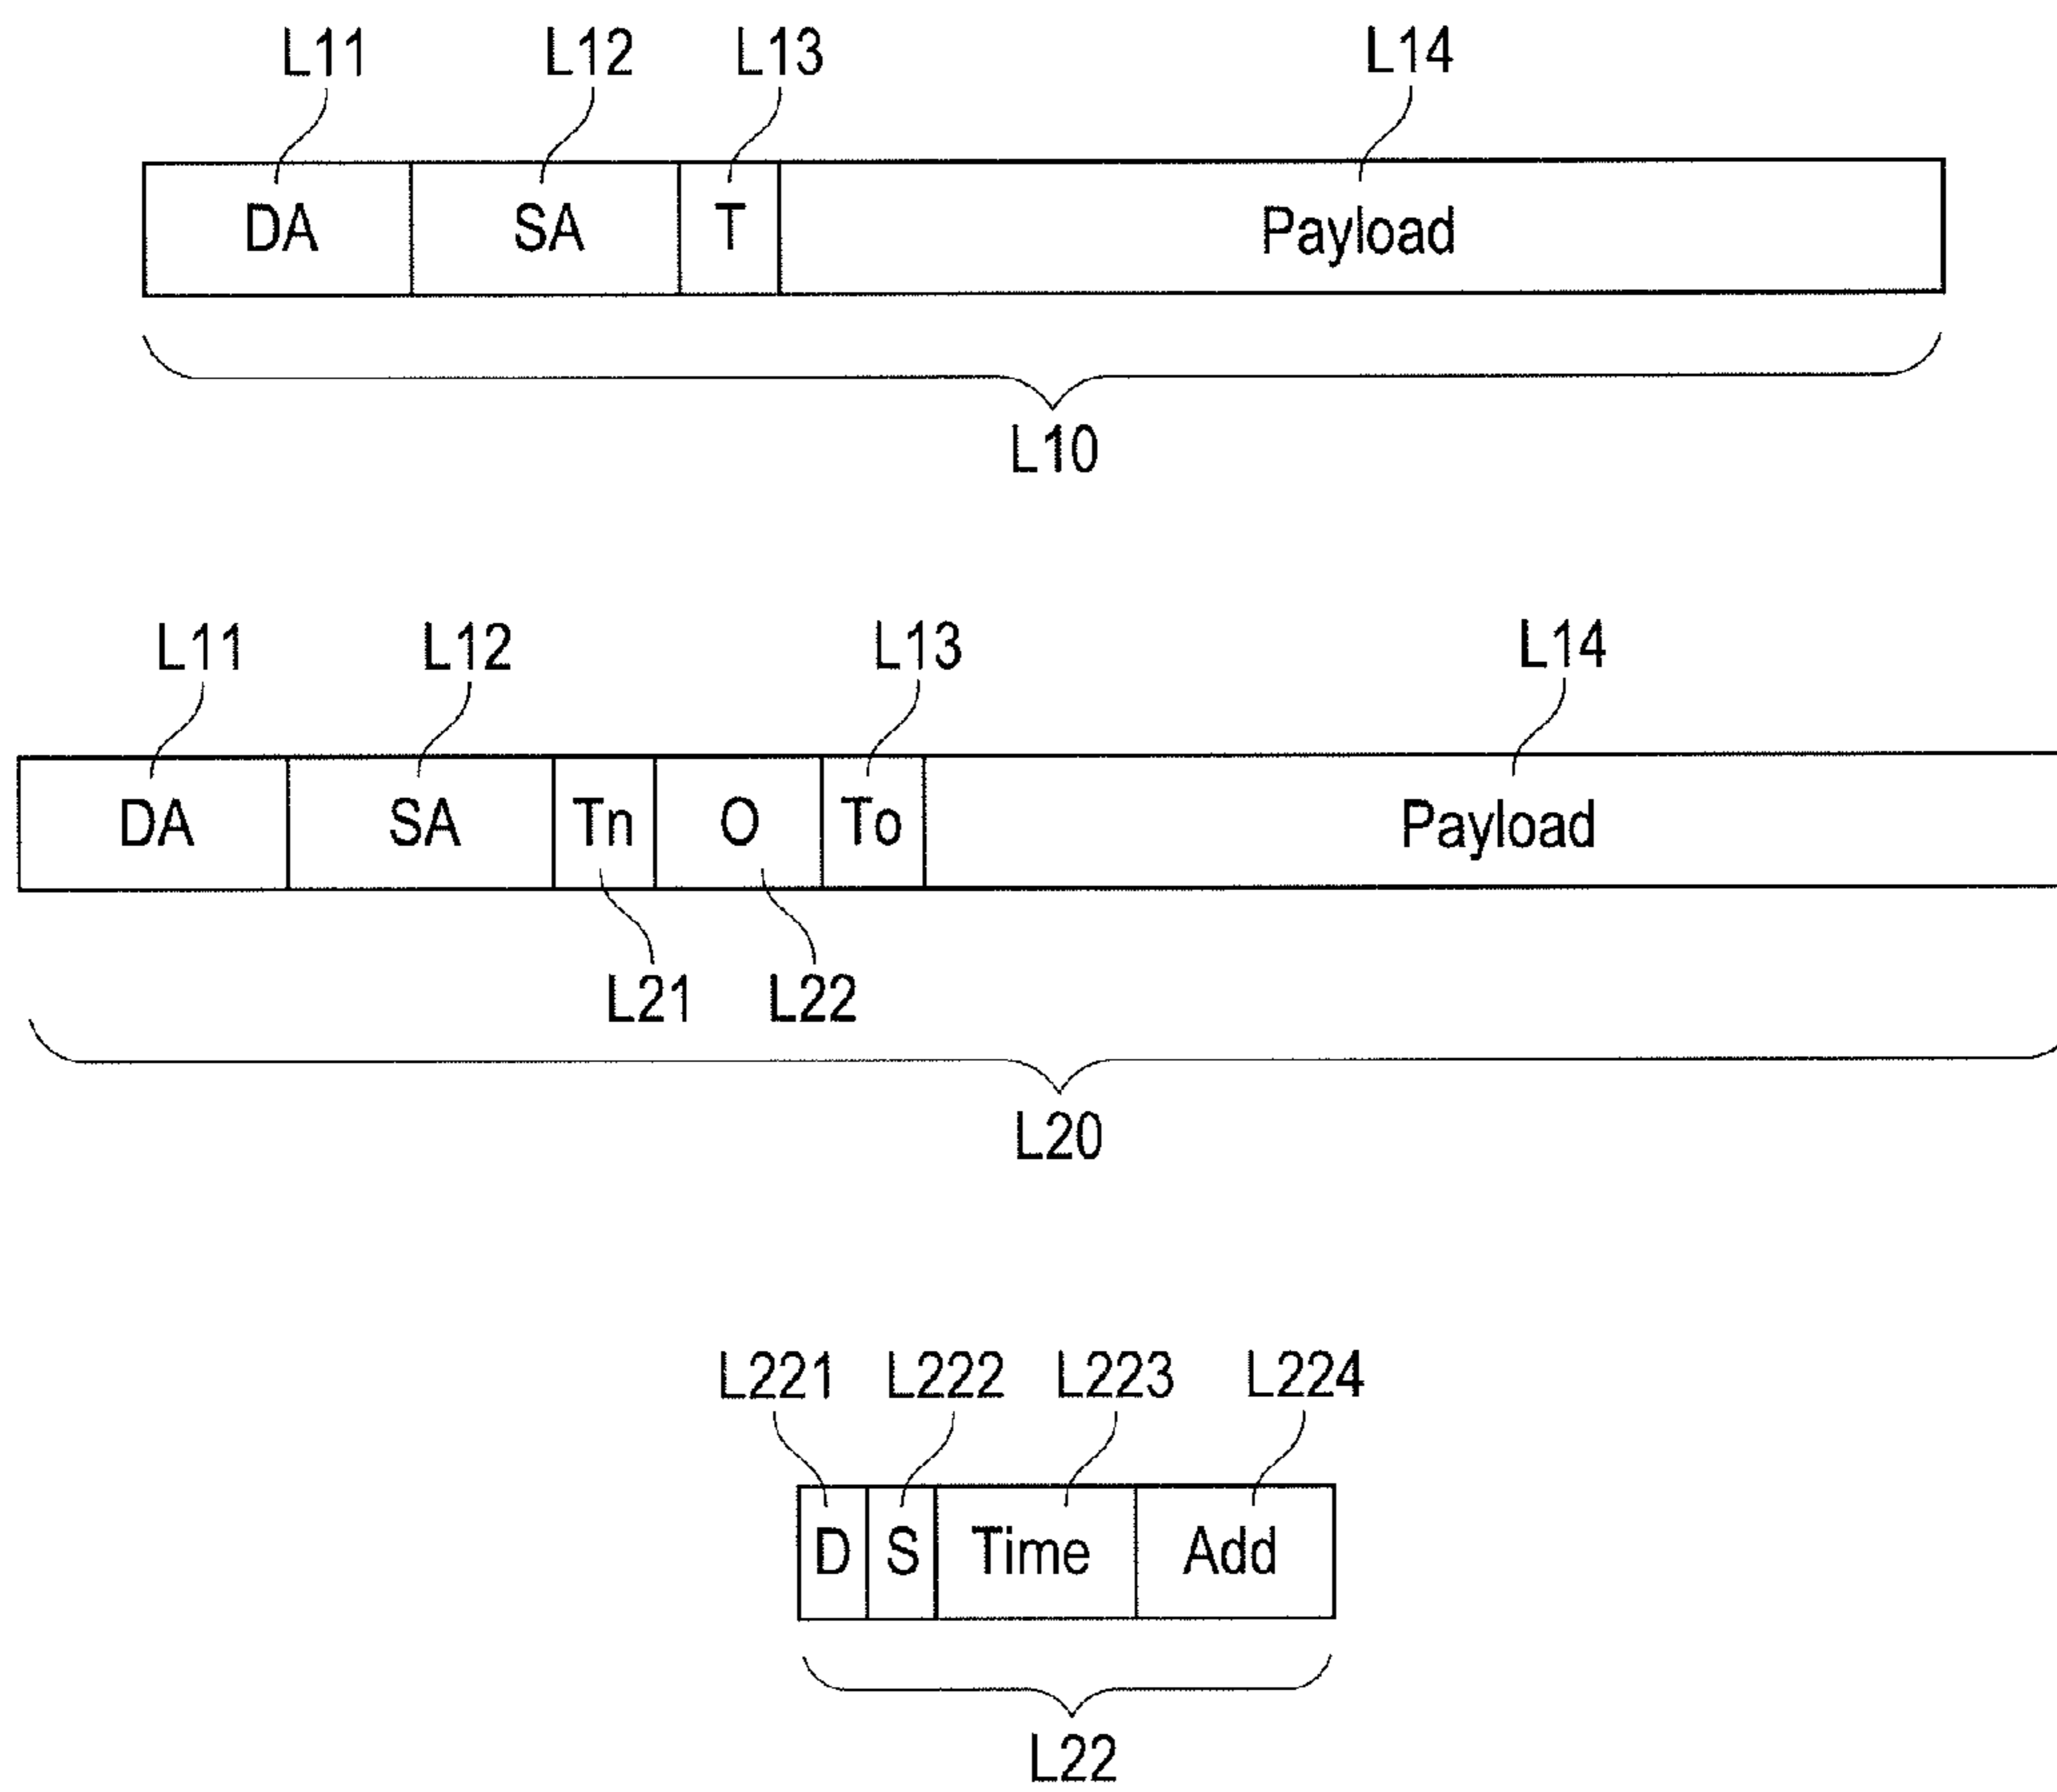 L11 L12 L13 L14
DA SA T Payload
L10
L11 L12 L13 L14
DA SA Tn O To Payload
L21 L22
L20
L221 L222 L223 L224
D S Time Add
L22